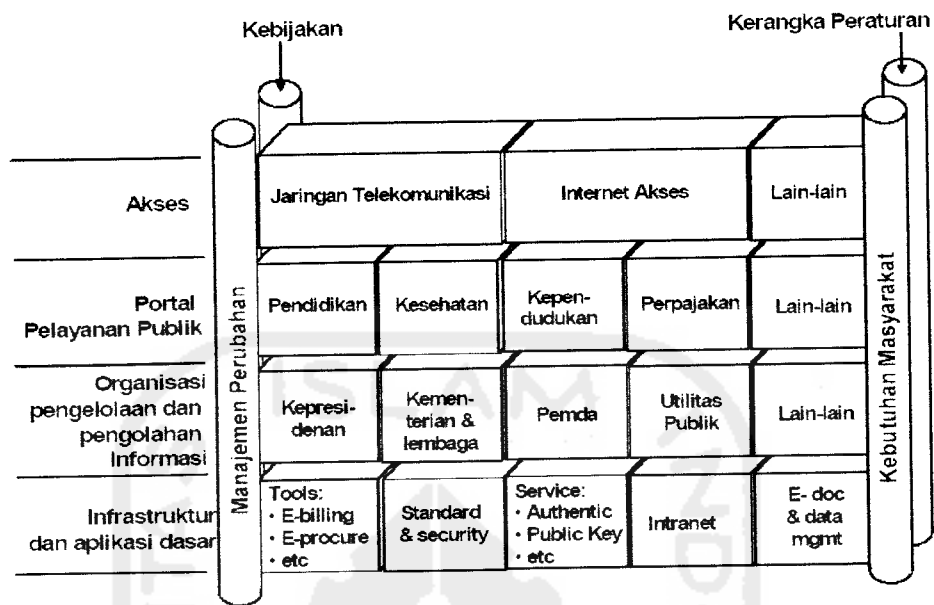 Kebijakan
Kerangka Peraturan
Manajemen Perubahan
Kebutuhan Masyarakat
Akses
Jaringan Telekomunikasi
Internet Akses
Lain-lain
Portal
Pelayanan Publik
Pendidikan
Kesehatan
Kepen-
dudukan
Perpajakan
Lain-lain
Organisasi
pengelolaan dan
pengolahan
Informasi
Kepresi-
denan
Kemen-
terian &
lembaga
Pemda
Utilitas
Publik
Lain-lain
Infrastruktur
dan aplikasi dasar
Tools:
· E-billing
· E-procure
· etc
Standard
& security
Service:
· Authentic
· Public Key
· etc
Intranet
E- doc
& data
mgmt
ISLAM